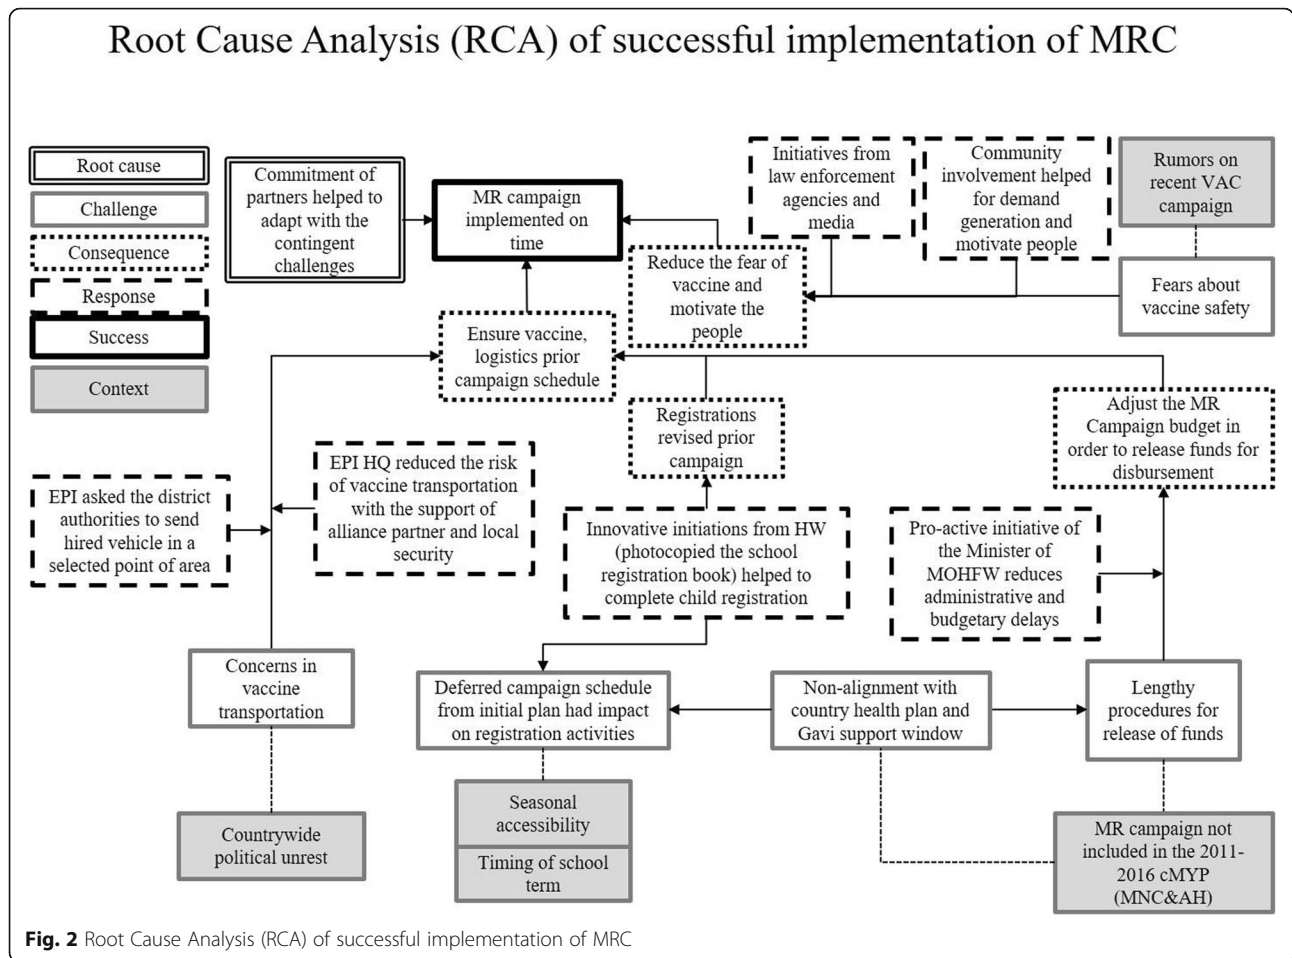 Root Cause Analysis (RCA) of successful implementation of MRC
Root cause
Challenge
Consequence
Response
Success
Context
Commitment of
partners helped to
adapt with the
contingent
challenges
MR campaign
implemented on
time
Initiatives from
law enforcement
agencies and
media
Community
involvement helped
for demand
generation and
motivate people
Rumors on
recent VAC
campaign
Reduce the fear of
vaccine and
motivate the
people
Fears about
vaccine safety
Ensure vaccine,
logistics prior
campaign schedule
Registrations
revised prior
campaign
Adjust the MR
Campaign budget in
order to release funds for
disbursement
EPI asked the district
authorities to send
hired vehicle in a
selected point of area
EPI HQ reduced the risk
of vaccine transportation
with the support of
alliance partner and local
security
Innovative initiations from HW
(photocopied the school
registration book) helped to
complete child registration
Pro-active initiative of
the Minister of
MOHFW reduces
administrative and
budgetary delays
Concerns in
vaccine
transportation
Deferred campaign schedule
from initial plan had impact
on registration activities
Non-alignment with
country health plan and
Gavi support window
Lengthy
procedures for
release of funds
Countrywide
political unrest
Seasonal
accessibility
Timing of school
term
MR campaign not
included in the 2011-
2016 cMYP
(MNC&AH)
Fig. 2 Root Cause Analysis (RCA) of successful implementation of MRC